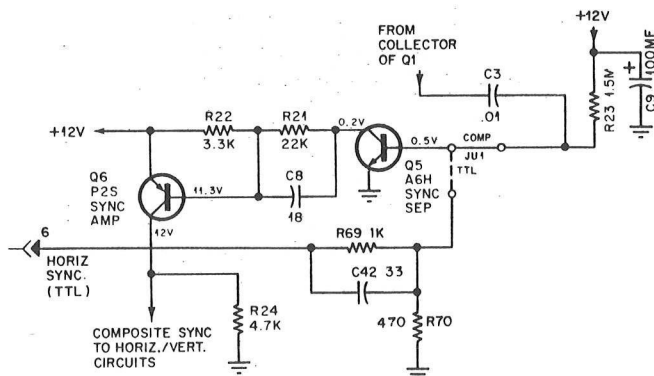 +12V
FROM
COLLECTOR
OF Q1
C3
.01
R23 1.5M
+
C9 100MF
+12V
R22
3.3K
R21
22K
0.2V
0.5V
COMP
JU1
TTL
Q5
A6H
SYNC
SEP
Q6
P2S
SYNC
AMP
11.3V
C8
18
12V
6
HORIZ
SYNC.
(TTL)
R69 1K
C42 33
R24
4.7K
470 R70
COMPOSITE SYNC
TO HORIZ./VERT.
CIRCUITS